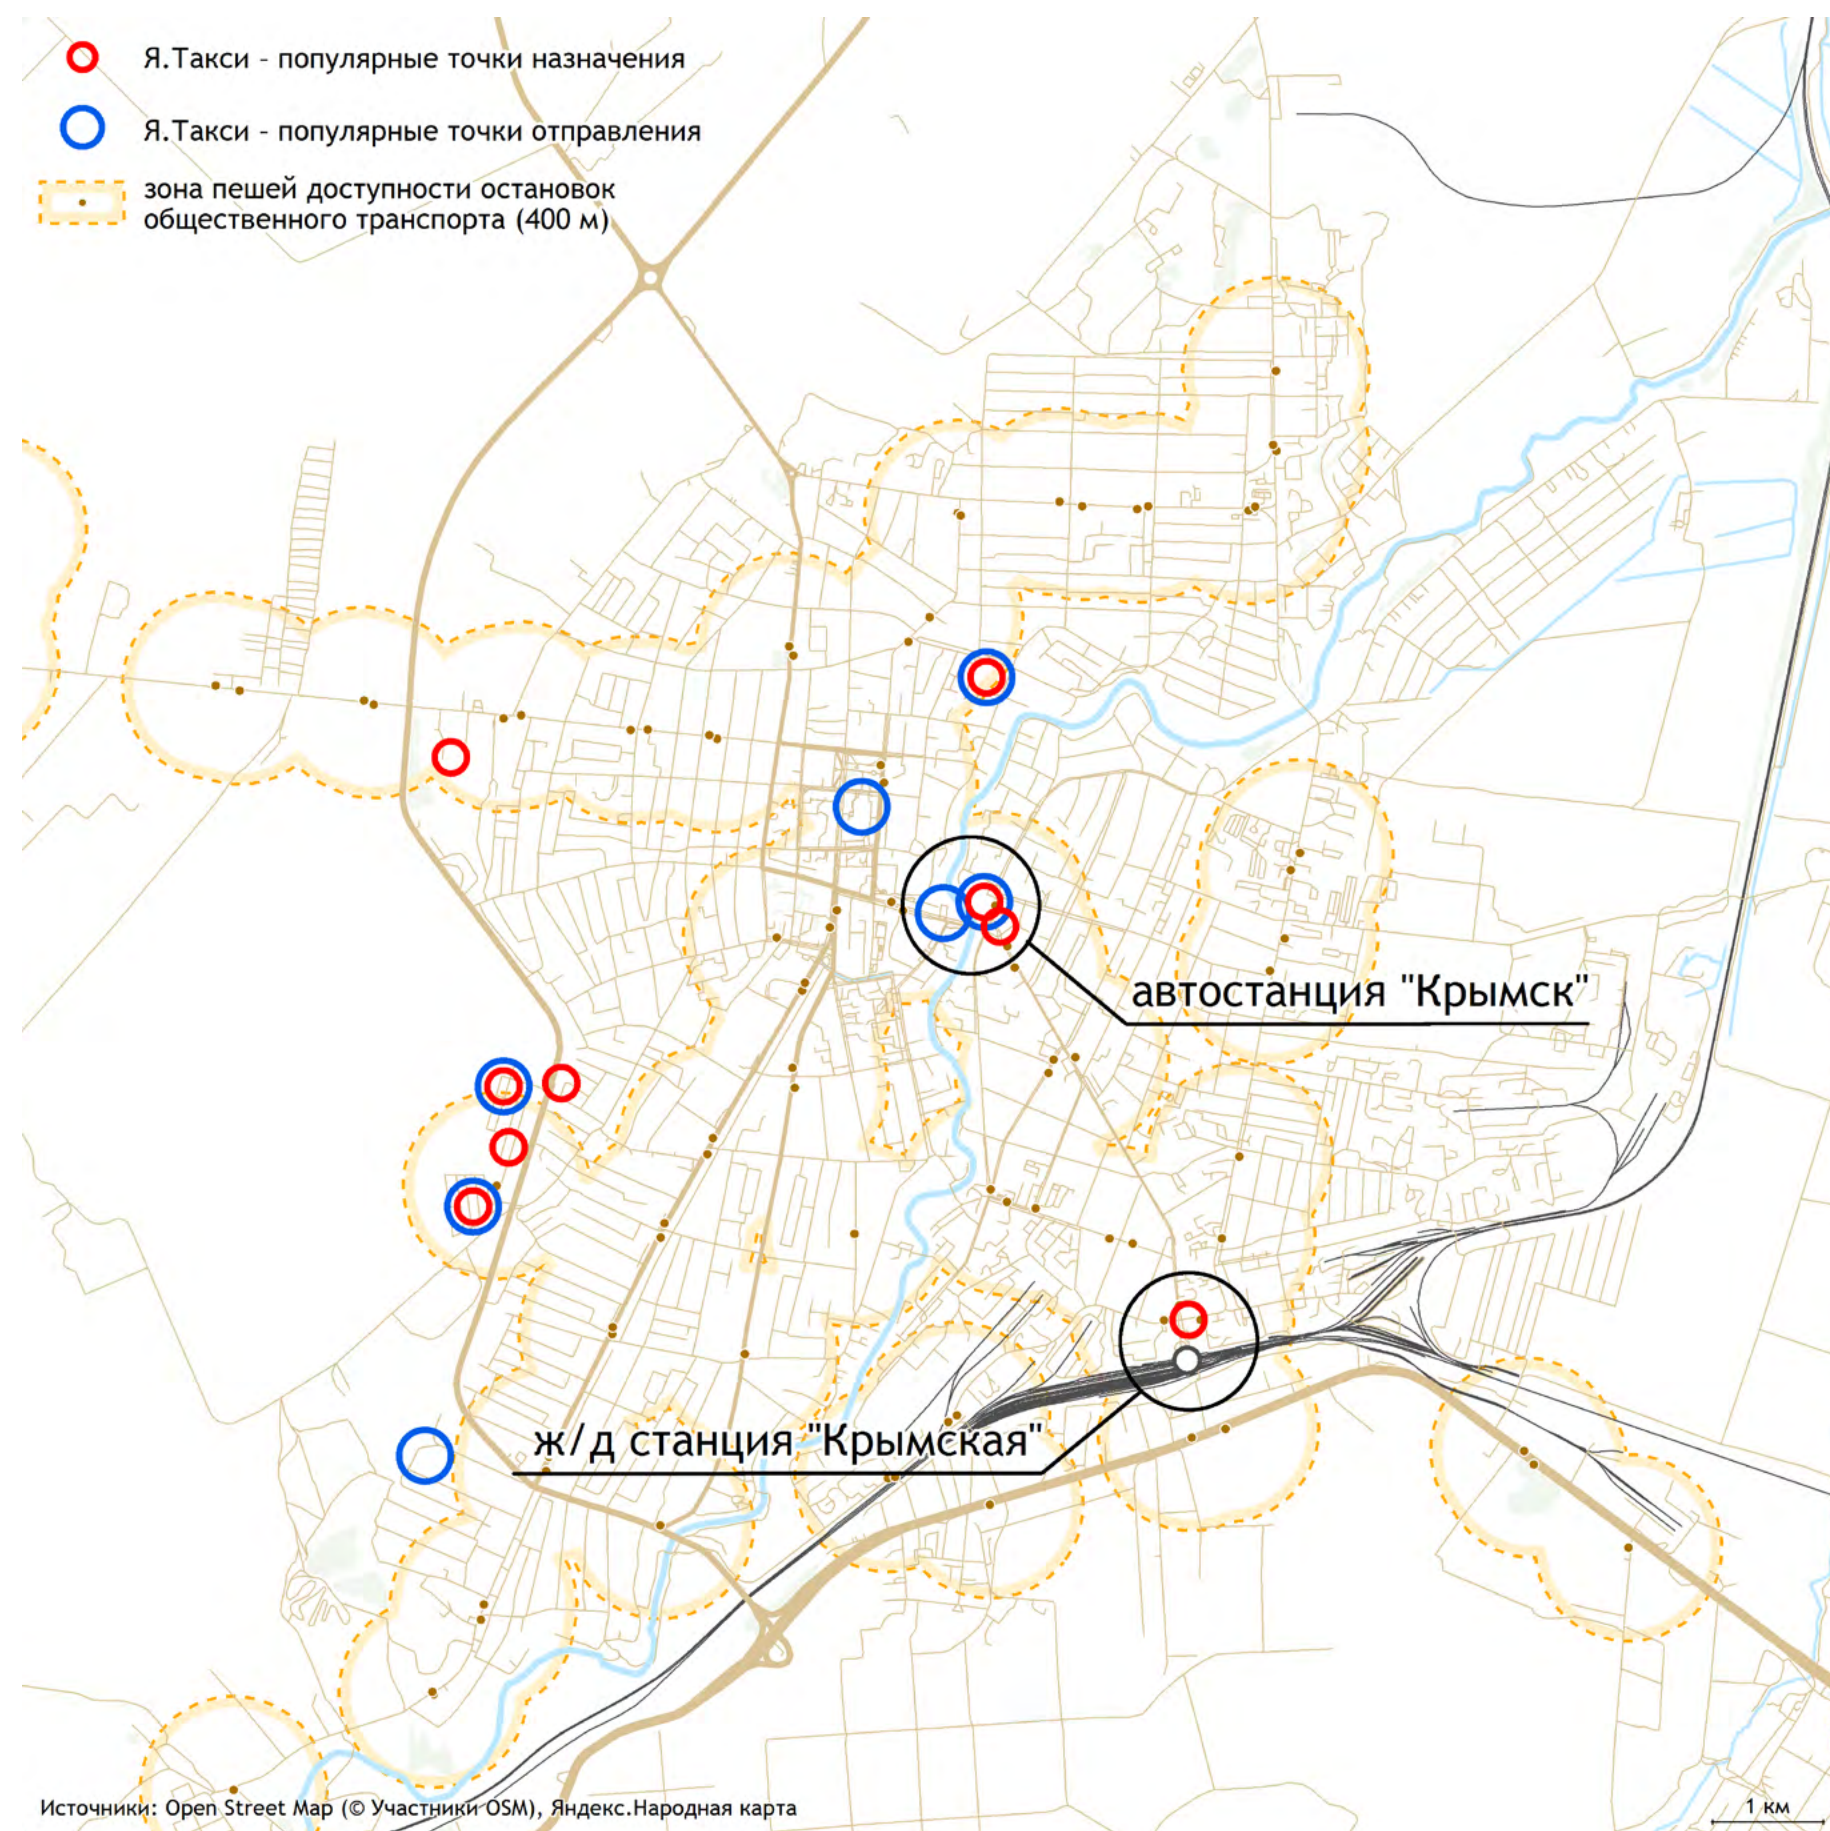 Я.Такси - популярные точки назначения
Я.Такси - популярные точки отправления
зона пешей доступности остановок
общественного транспорта (400 м)
автостанция "Крымск"
ж/д станция "Крымская"
Источники: Open Street Map (© Участники OSM), Яндекс.Народная карта
1 км